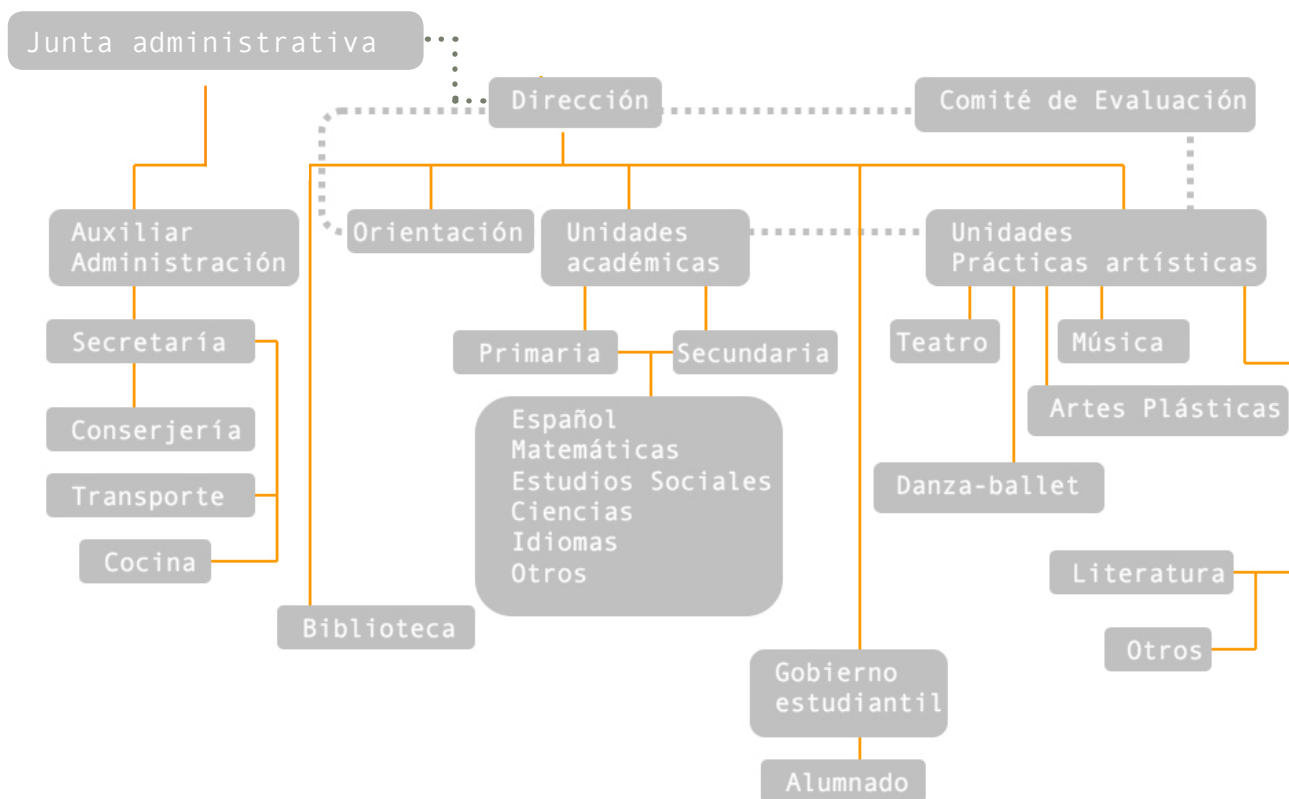 Junta administrativa
Dirección
Comité de Evaluación
Auxiliar
Administración
Orientación
Unidades
académicas
Unidades
Prácticas artísticas
Secretaría
Primaria
Secundaria
Teatro
Música
Conserjería
Español
Matemáticas
Estudios Sociales
Ciencias
Idiomas
Otros
Artes Plásticas
Transporte
Danza-ballet
Cocina
Literatura
Biblioteca
Otros
Gobierno
estudiantil
Alumnado